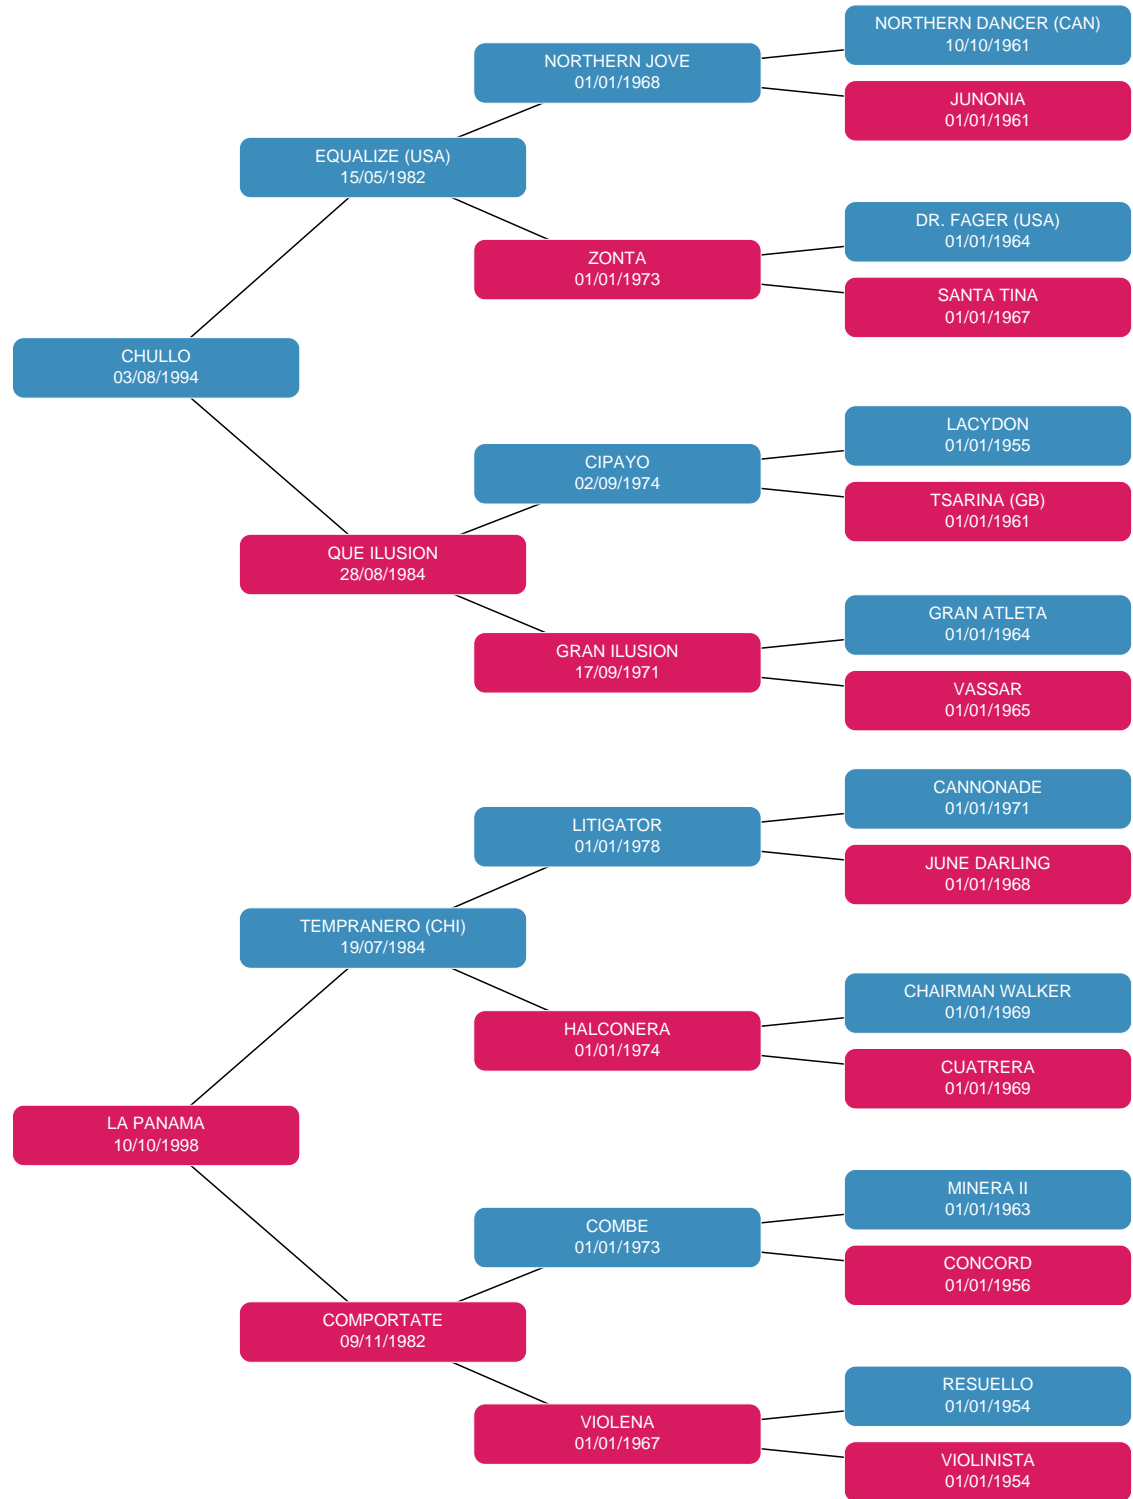 NORTHERN DANCER (CAN)
10/10/1961
NORTHERN JOVE
01/01/1968
JUNONIA
01/01/1961
EQUALIZE (USA)
15/05/1982
DR. FAGER (USA)
01/01/1964
ZONTA
01/01/1973
SANTA TINA
01/01/1967
CHULLO
03/08/1994
LACYDON
01/01/1955
CIPAYO
02/09/1974
TSARINA (GB)
01/01/1961
QUE ILUSION
28/08/1984
GRAN ATLETA
01/01/1964
GRAN ILUSION
17/09/1971
VASSAR
01/01/1965
CANNONADE
01/01/1971
LITIGATOR
01/01/1978
JUNE DARLING
01/01/1968
TEMPRANERO (CHI)
19/07/1984
CHAIRMAN WALKER
01/01/1969
HALCONERA
01/01/1974
CUATRERA
01/01/1969
LA PANAMA
10/10/1998
MINERA II
01/01/1963
COMBE
01/01/1973
CONCORD
01/01/1956
COMPORTATE
09/11/1982
RESUELLO
01/01/1954
VIOLENA
01/01/1967
VIOLINISTA
01/01/1954